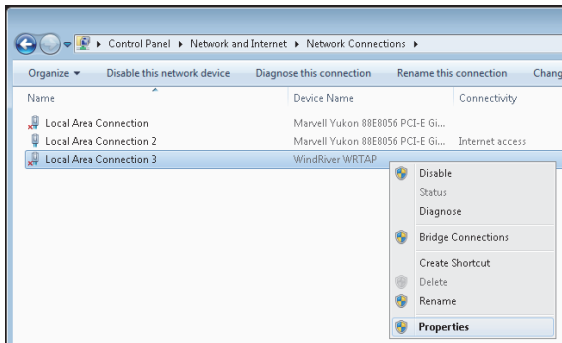 Control Panel ▸ Network and Internet ▸ Network Connections ▸
Organize ▾ Disable this network device Diagnose this connection Rename this connection Chang
Name Device Name Connectivity
Local Area Connection Marvell Yukon 88E8056 PCI-E Gi...
Local Area Connection 2 Marvell Yukon 88E8056 PCI-E Gi... Internet access
Local Area Connection 3 WindRiver WRTAP
Disable
Status
Diagnose
Bridge Connections
Create Shortcut
Delete
Rename
Properties